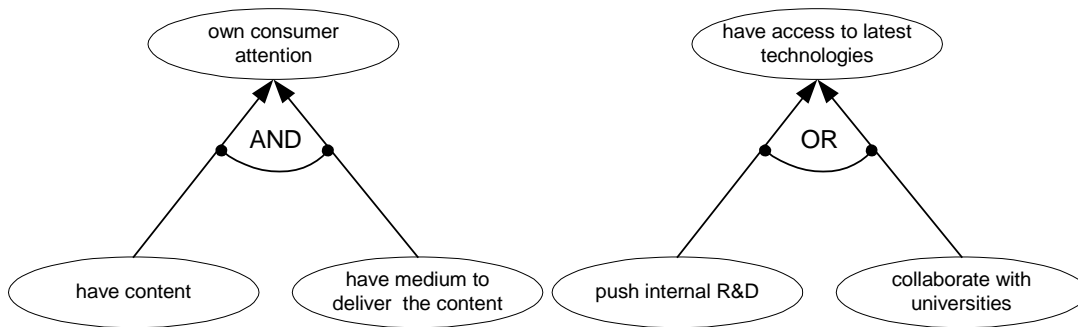 own consumer
attention
have access to latest
technologies
AND
OR
have content
have medium to
deliver the content
push internal R&D
collaborate with
universities